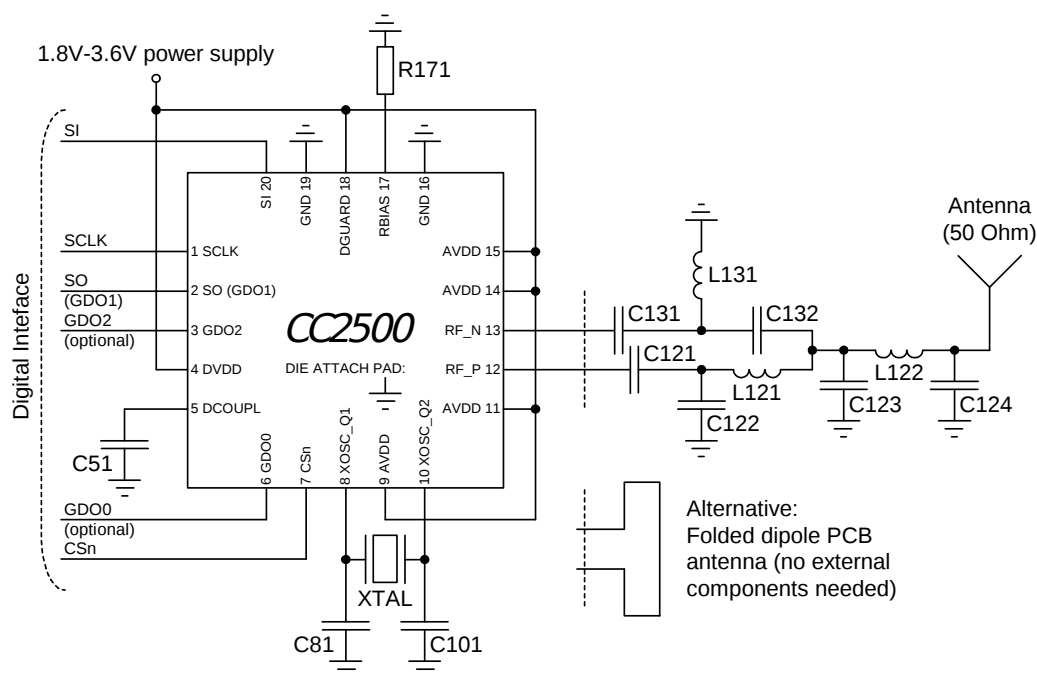 1.8V-3.6V power supply
R171
SI
SI 20
GND 19
DGUARD 18
RBIAS 17
GND 16
Antenna
(50 Ohm)
Digital Inteface
SCLK
1 SCLK
AVDD 15
L131
SO
(GDO1)
2 SO (GDO1)
AVDD 14
GDO2
(optional)
3 GDO2
CC2500
RF_N 13
C131
C132
4 DVDD
DIE ATTACH PAD:
RF_P 12
C121
L121
L122
5 DCOUPL
AVDD 11
C122
C123
C124
C51
6 GDO0
7 CSn
8 XOSC_Q1
9 AVDD
10 XOSC_Q2
GDO0
(optional)
CSn
XTAL
C81
C101
Alternative:
Folded dipole PCB
antenna (no external
components needed)